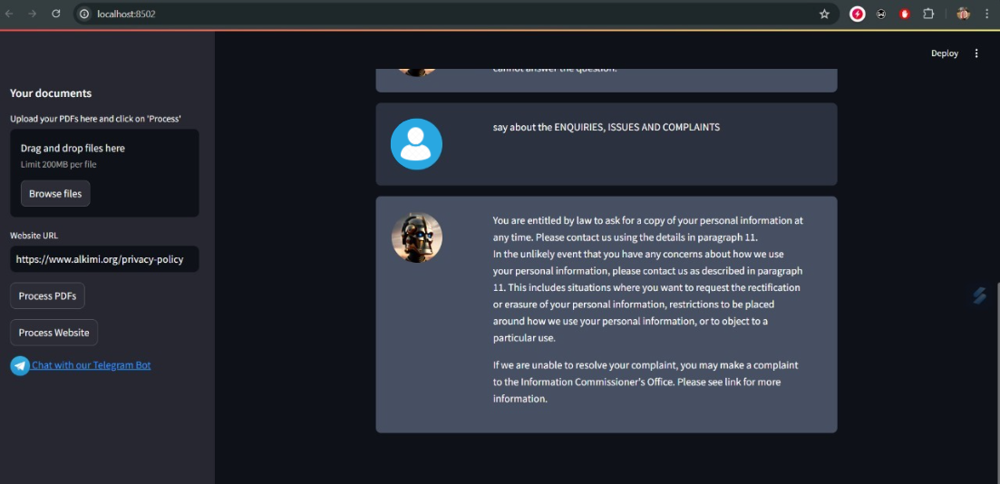 localhost:8502
Deploy
Your documents
Upload your PDFs here and click on 'Process'
Drag and drop files here
Limit 200MB per file
Browse files
Website URL
https://www.alkimi.org/privacy-policy
Process PDFs
Process Website
Chat with our Telegram Bot
cannot answer the question.
say about the ENQUIRIES, ISSUES AND COMPLAINTS
You are entitled by law to ask for a copy of your personal information at
any time. Please contact us using the details in paragraph 11.
In the unlikely event that you have any concerns about how we use
your personal information, please contact us as described in paragraph
11. This includes situations where you want to request the rectification
or erasure of your personal information, restrictions to be placed
around how we use your personal information, or to object to a
particular use.
If we are unable to resolve your complaint, you may make a complaint
to the Information Commissioner's Office. Please see link for more
information.